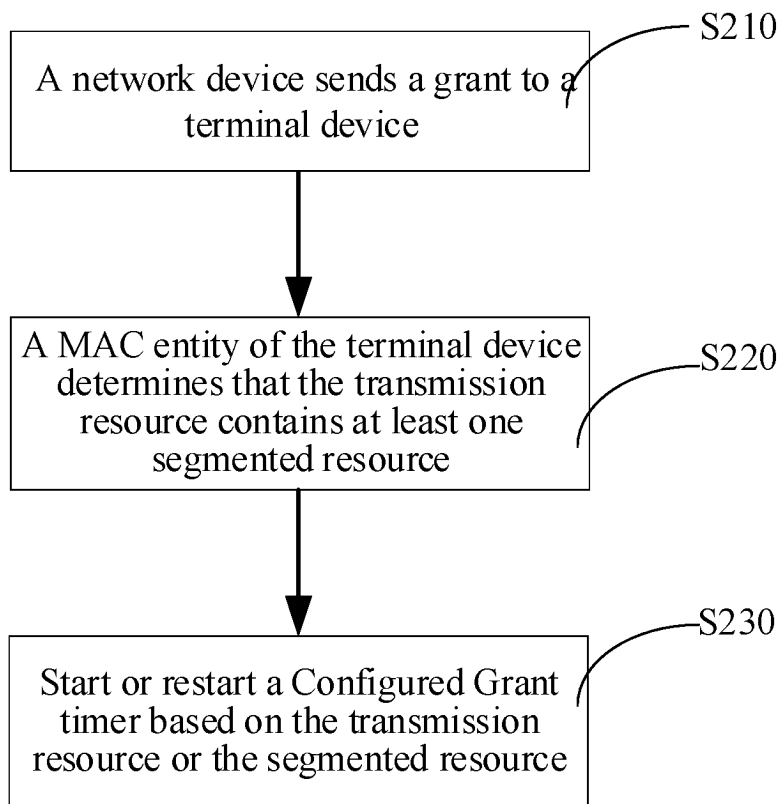 S210
A network device sends a grant to a
terminal device
A MAC entity of the terminal device
determines that the transmission
resource contains at least one
segmented resource
S220
Start or restart a Configured Grant
timer based on the transmission
resource or the segmented resource
S230